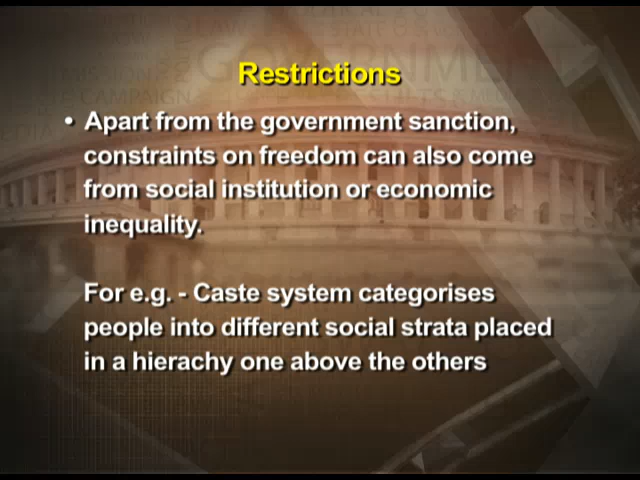 Restrictions
• Apart from the government sanction,
constraints on freedom can also come
from social institution or economic
inequality.
For e.g. - Caste system categorises
people into different social strata placed
in a hierachy one above the others